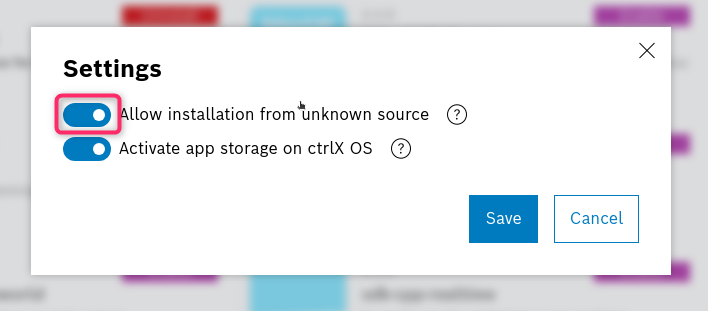 Settings
Allow installation from unknown source ?
Activate app storage on ctrlX OS ?
Save Cancel